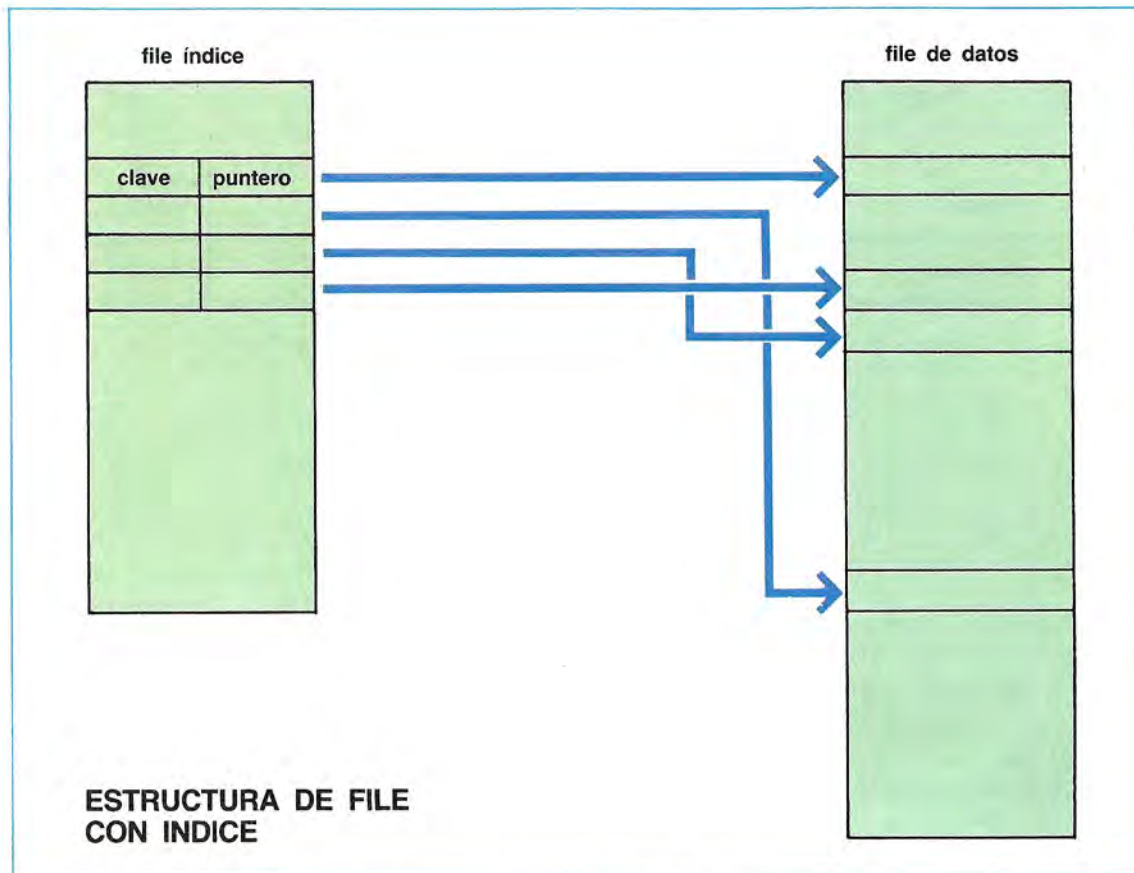 file índice
file de datos
clave puntero
ESTRUCTURA DE FILE
CON INDICE